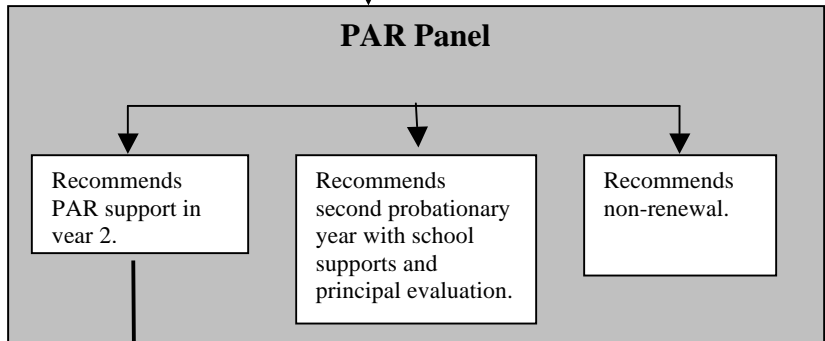 PAR Panel
Recommends
PAR support in
year 2.
Recommends
second probationary
year with school
supports and
principal evaluation.
Recommends
non-renewal.